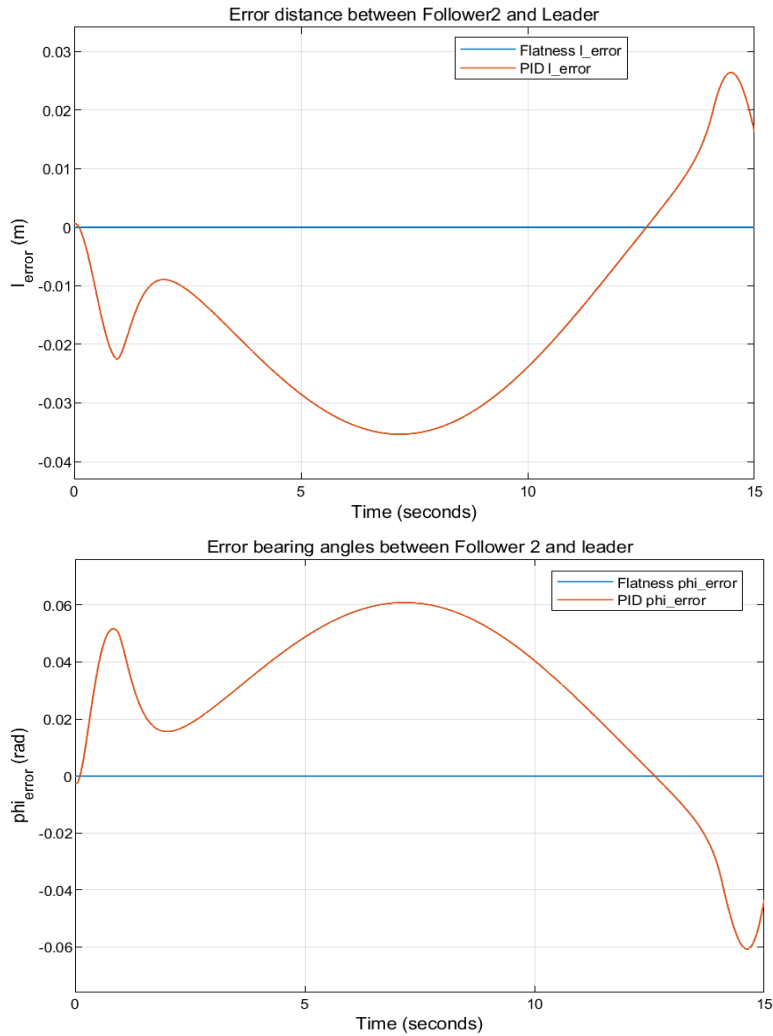 Error distance between Follower2 and Leader
Flatness l_error
PID l_error
0.03
0.02
0.01
0
-0.01
-0.02
-0.03
-0.04
l_error (m)
0
5
10
15
Time (seconds)
Error bearing angles between Follower 2 and leader
Flatness phi_error
PID phi_error
0.06
0.04
0.02
0
-0.02
-0.04
-0.06
phi_error (rad)
0
5
10
15
Time (seconds)